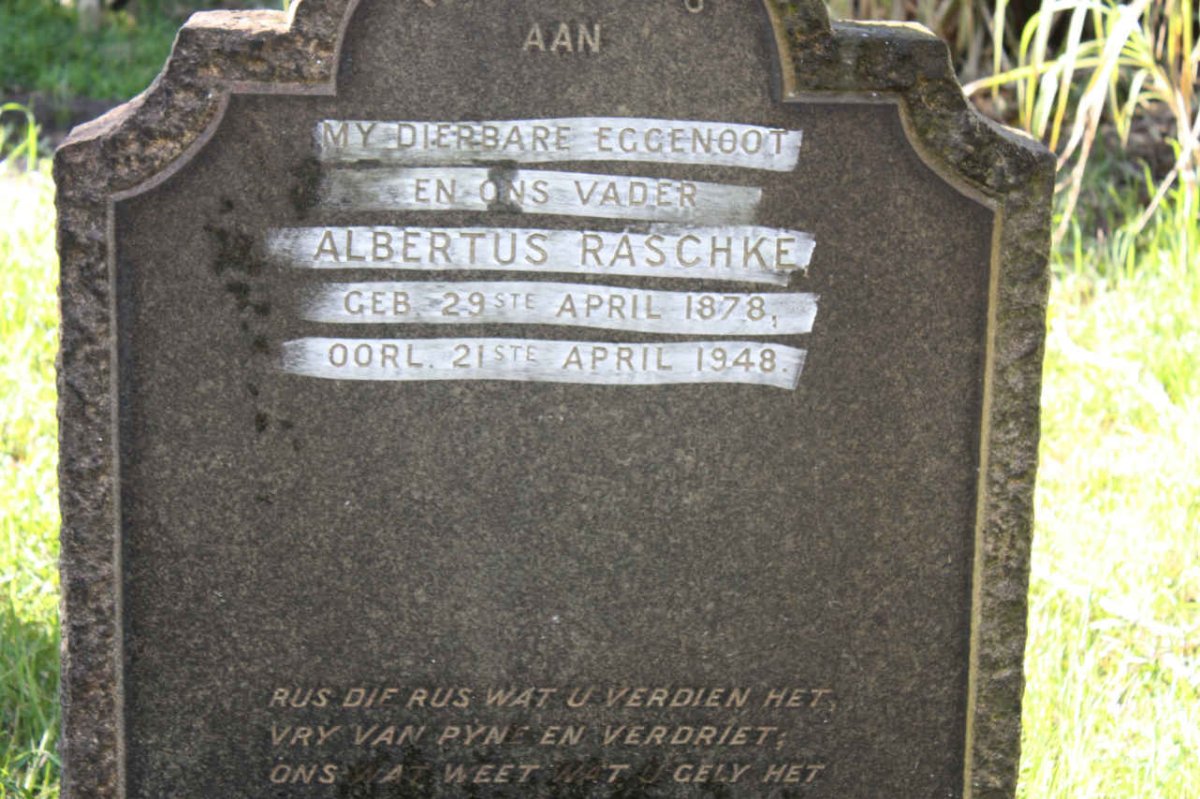 AAN
MY DIERBARE EGGENOOT
EN ONS VADER
ALBERTUS RASCHKE
GEB. 29STE APRIL 1878,
OORL. 21STE APRIL 1948.
RUS DIE RUS WAT U VERDIEN HET,
VRY VAN PYNE EN VERDRIET;
ONS WAT WEET WAT U GELY HET